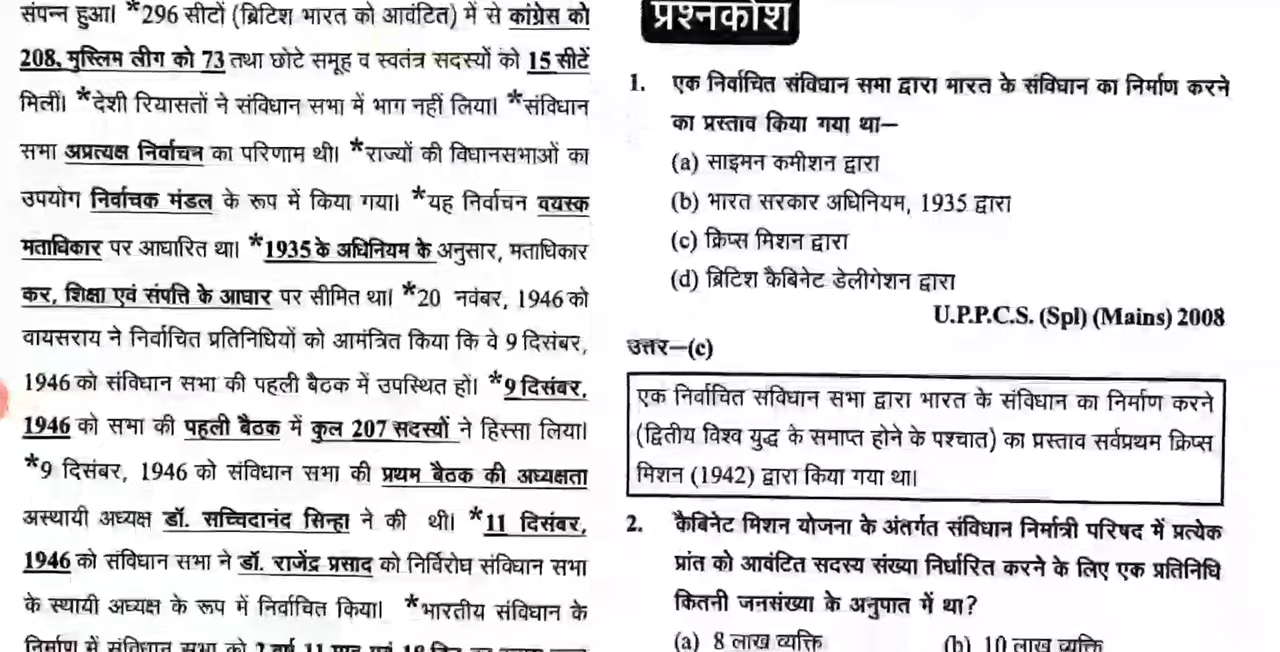 संपन्न हुआ। *296 सीटों (ब्रिटिश भारत को आवंटित) में से कांग्रेस को
208, मुस्लिम लीग को 73 तथा छोटे समूह व स्वतंत्र सदस्यों को 15 सीटें
मिलीं। *देशी रियासतों ने संविधान सभा में भाग नहीं लिया। *संविधान
सभा अप्रत्यक्ष निर्वाचन का परिणाम थी। *राज्यों की विधानसभाओं का
उपयोग निर्वाचक मंडल के रूप में किया गया। *यह निर्वाचन वयस्क
मताधिकार पर आधारित था। *1935 के अधिनियम के अनुसार, मताधिकार
कर, शिक्षा एवं संपत्ति के आधार पर सीमित था। *20 नवंबर, 1946 को
वायसराय ने निर्वाचित प्रतिनिधियों को आमंत्रित किया कि वे 9 दिसंबर,
1946 को संविधान सभा की पहली बैठक में उपस्थित हों। *9 दिसंबर,
1946 को सभा की पहली बैठक में कुल 207 सदस्यों ने हिस्सा लिया।
*9 दिसंबर, 1946 को संविधान सभा की प्रथम बैठक की अध्यक्षता
अस्थायी अध्यक्ष डॉ. सच्चिदानंद सिन्हा ने की थी। *11 दिसंबर,
1946 को संविधान सभा ने डॉ. राजेंद्र प्रसाद को निर्विरोध संविधान सभा
के स्थायी अध्यक्ष के रूप में निर्वाचित किया। *भारतीय संविधान के
निर्माण में संविधान सभा को 2 वर्ष 11 माह एवं 18 दिन का
प्रश्नकोश
1. एक निर्वाचित संविधान सभा द्वारा भारत के संविधान का निर्माण करने
का प्रस्ताव किया गया था–
(a) साइमन कमीशन द्वारा
(b) भारत सरकार अधिनियम, 1935 द्वारा
(c) क्रिप्स मिशन द्वारा
(d) ब्रिटिश कैबिनेट डेलीगेशन द्वारा
U.P.P.C.S. (Spl) (Mains) 2008
उत्तर–(c)
एक निर्वाचित संविधान सभा द्वारा भारत के संविधान का निर्माण करने
(द्वितीय विश्व युद्ध के समाप्त होने के पश्चात) का प्रस्ताव सर्वप्रथम क्रिप्स
मिशन (1942) द्वारा किया गया था।
2. कैबिनेट मिशन योजना के अंतर्गत संविधान निर्मात्री परिषद में प्रत्येक
प्रांत को आवंटित सदस्य संख्या निर्धारित करने के लिए एक प्रतिनिधि
कितनी जनसंख्या के अनुपात में था?
(a) 8 लाख व्यक्ति (b) 10 लाख व्यक्ति